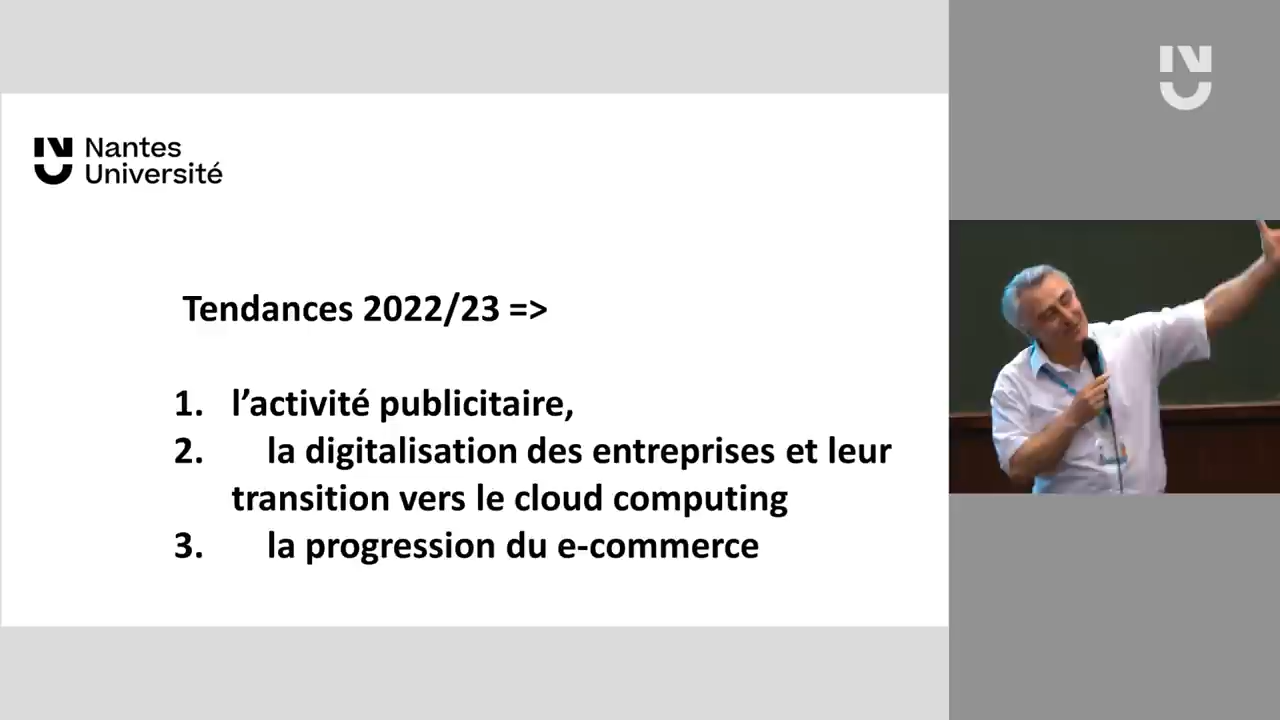 Nantes
Université
Tendances 2022/23 =>
1. l’activité publicitaire,
2. la digitalisation des entreprises et leur
transition vers le cloud computing
3. la progression du e-commerce